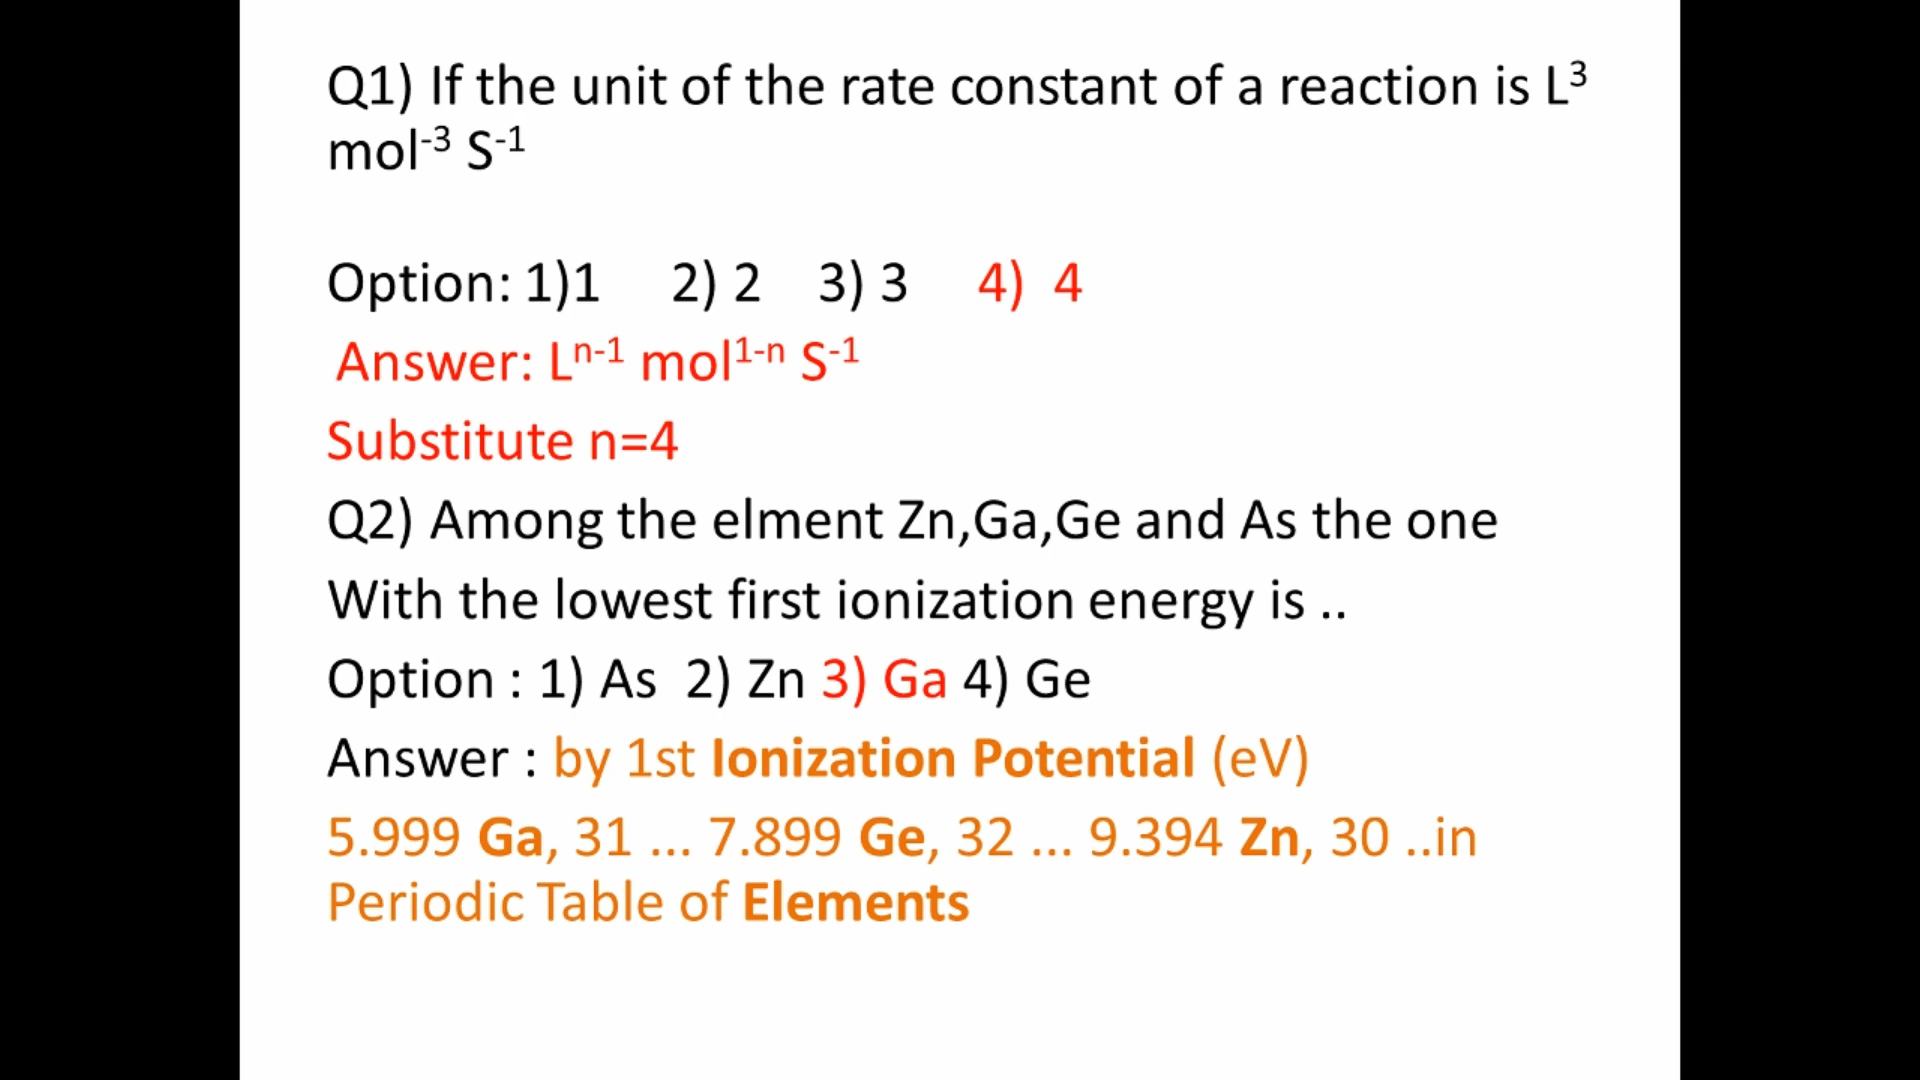 Q1) If the unit of the rate constant of a reaction is L³
mol⁻³ S⁻¹
Option: 1)1 2) 2 3) 3 4) 4
Answer: Lⁿ⁻¹ mol¹⁻ⁿ S⁻¹
Substitute n=4
Q2) Among the elment Zn,Ga,Ge and As the one
With the lowest first ionization energy is ..
Option : 1) As 2) Zn 3) Ga 4) Ge
Answer : by 1st Ionization Potential (eV)
5.999 Ga, 31 ... 7.899 Ge, 32 ... 9.394 Zn, 30 ..in
Periodic Table of Elements